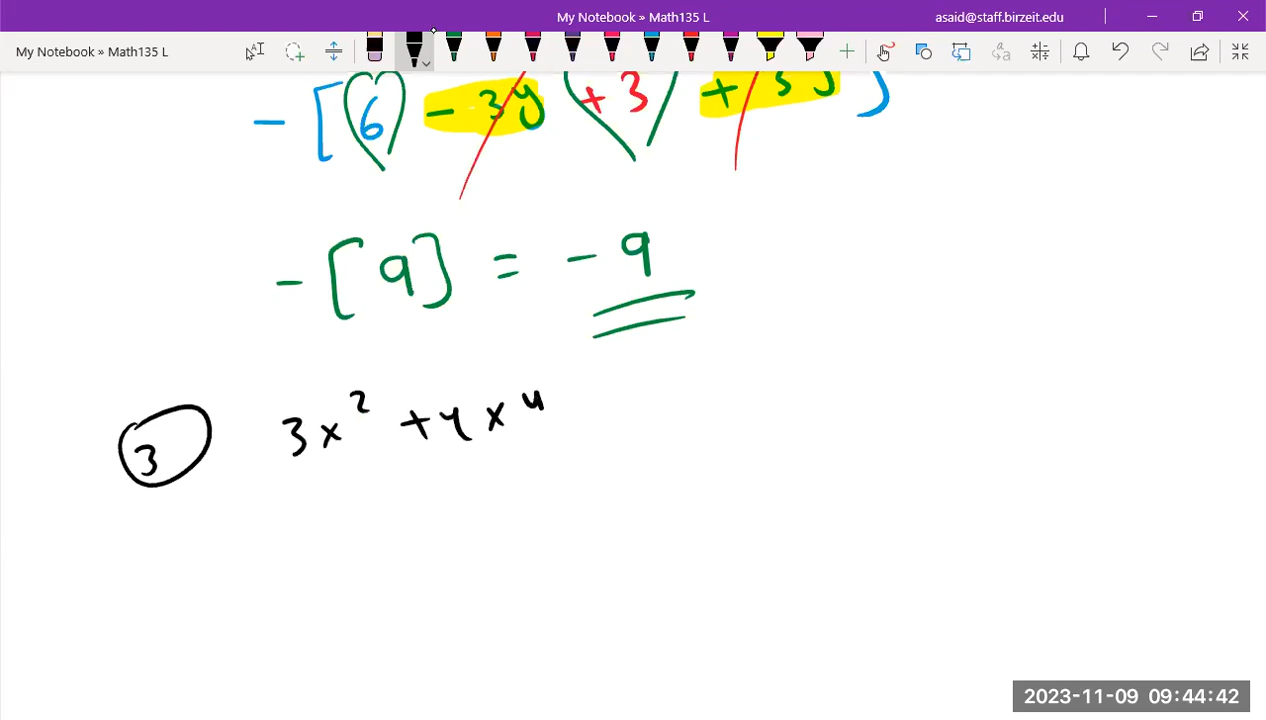 My Notebook » Math135 L
asaid@staff.birzeit.edu
My Notebook » Math135 L
- [ 6 - 3y + 3 + 3y ]
- [9] = - 9
3 3x² + 4x⁴
2023-11-09 09:44:42